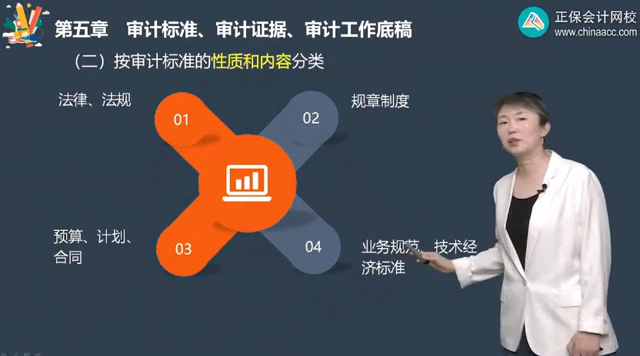 第五章 审计标准、审计证据、审计工作底稿
正保会计网校
www.chinaacc.com
（二）按审计标准的性质和内容分类
法律、法规
01
02
规章制度
预算、计划、
合同
03
04
业务规范、技术经
济标准